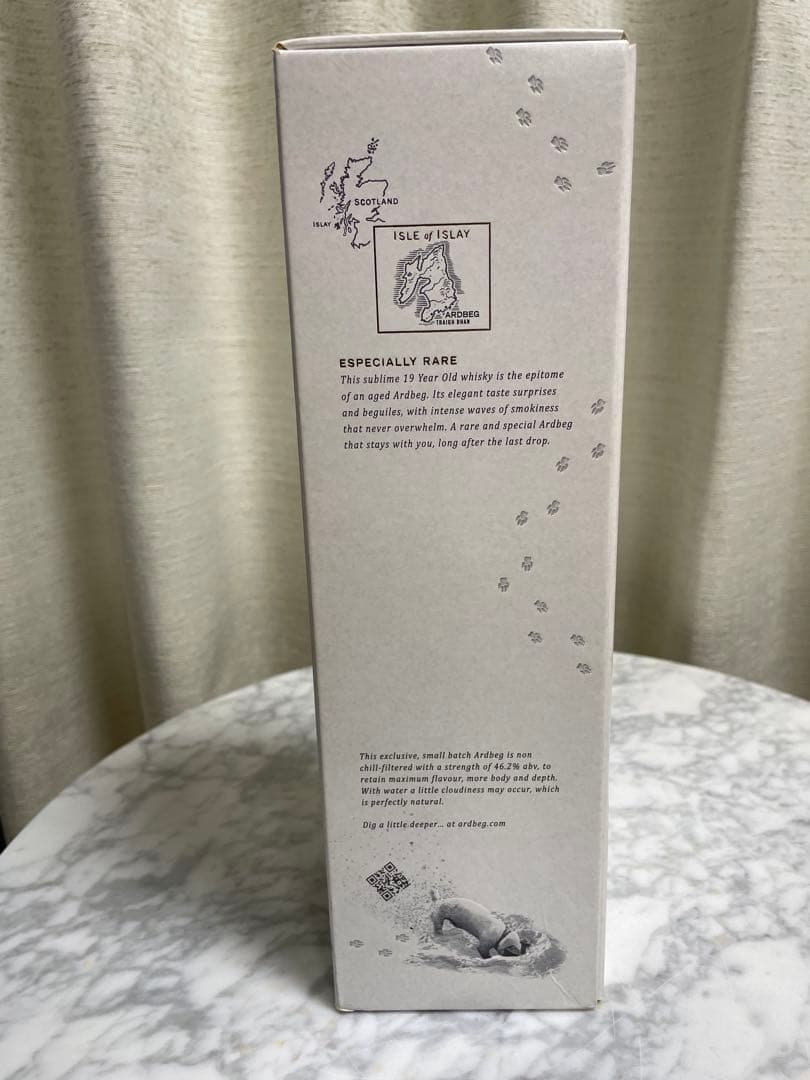 SCOTLAND
ISLAY
ISLE of ISLAY
ARDBEG
TRAIGH BHAN
ESPECIALLY RARE
This sublime 19 Year Old whisky is the epitome
of an aged Ardbeg. Its elegant taste surprises
and beguiles, with intense waves of smokiness
that never overwhelm. A rare and special Ardbeg
that stays with you, long after the last drop.
This exclusive, small batch Ardbeg is non
chill-filtered with a strength of 46.2% abv, to
retain maximum flavour, more body and depth.
With water a little cloudiness may occur, which
is perfectly natural.
Dig a little deeper... at ardbeg.com